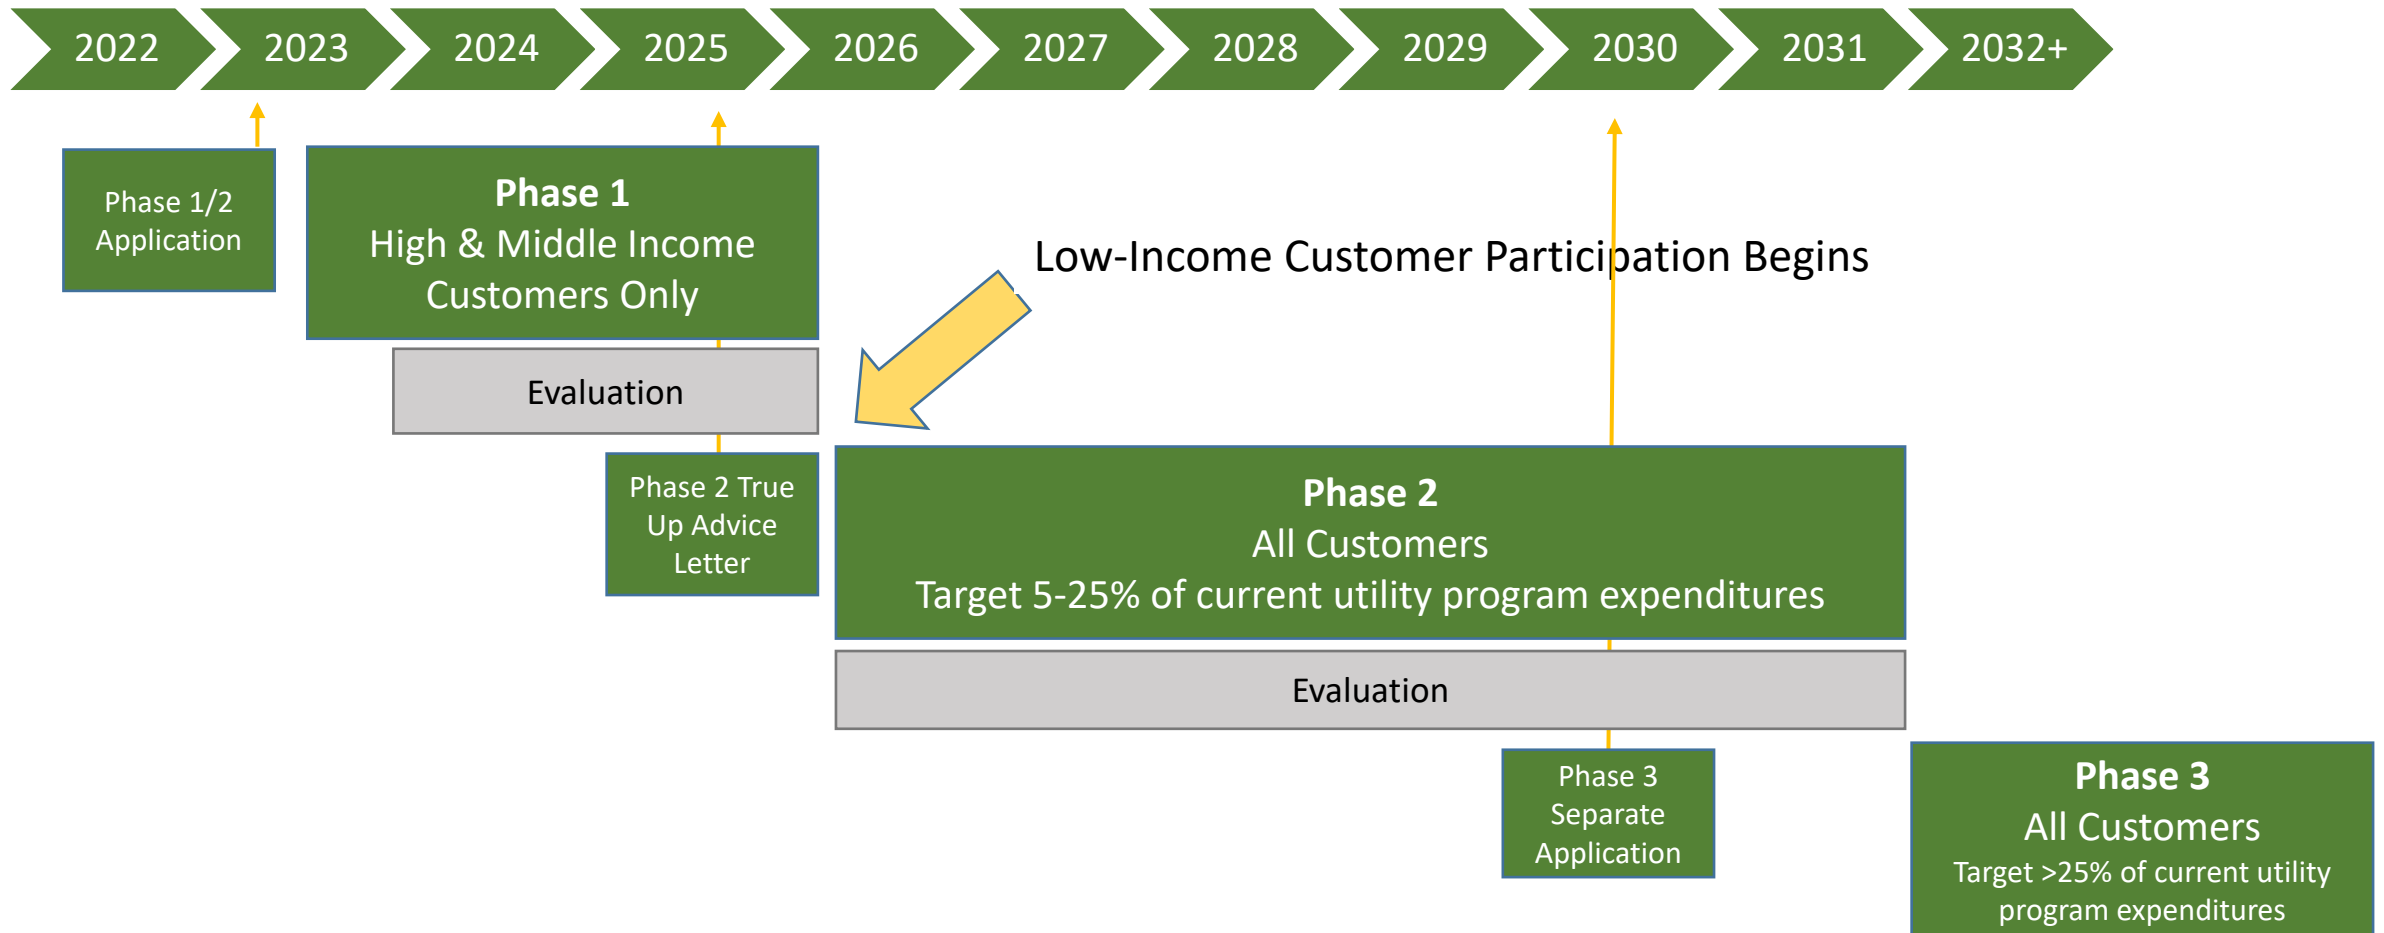 2022 2023 2024 2025 2026 2027 2028 2029 2030 2031 2032+
Phase 1/2
Application
Phase 1
High & Middle Income
Customers Only
Low-Income Customer Participation Begins
Evaluation
Phase 2 True
Up Advice
Letter
Phase 2
All Customers
Target 5-25% of current utility program expenditures
Evaluation
Phase 3
Separate
Application
Phase 3
All Customers
Target >25% of current utility
program expenditures